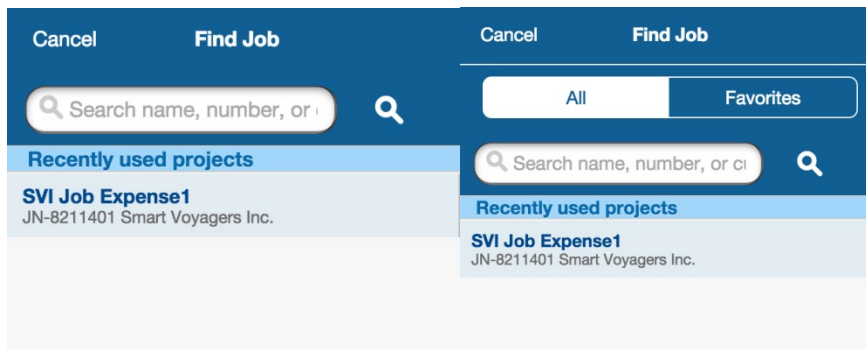 Cancel Find Job
Search name, number, or
Recently used projects
SVI Job Expense1
JN-8211401 Smart Voyagers Inc.
Cancel Find Job
All Favorites
Search name, number, or cu
Recently used projects
SVI Job Expense1
JN-8211401 Smart Voyagers Inc.